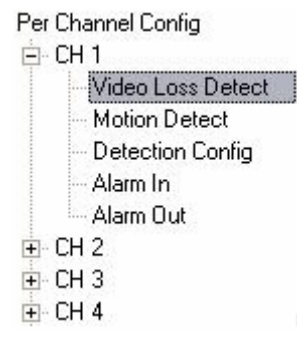 Per Channel Config
CH 1
Video Loss Detect
Motion Detect
Detection Config
Alarm In
Alarm Out
CH 2
CH 3
CH 4